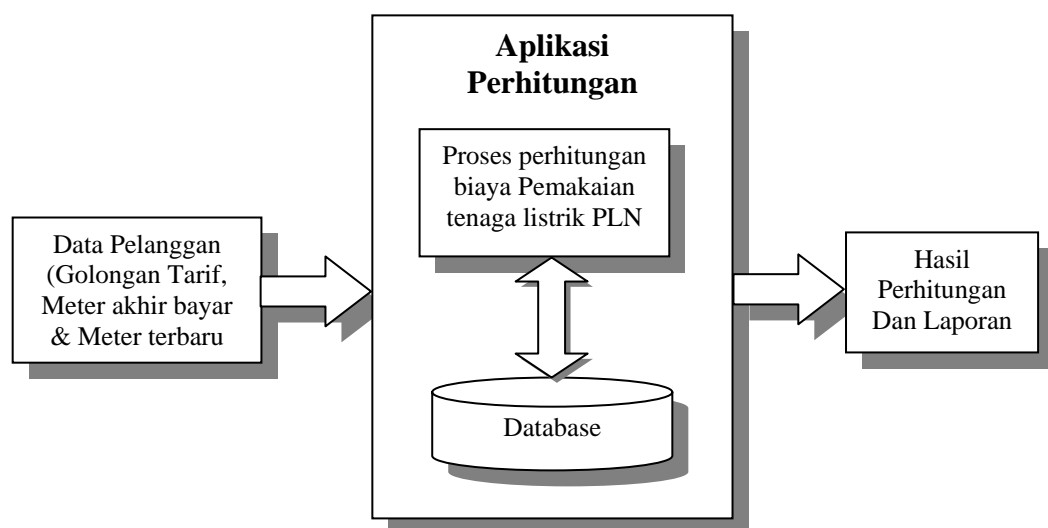 Data Pelanggan
(Golongan Tarif,
Meter akhir bayar
& Meter terbaru
Aplikasi
Perhitungan
Proses perhitungan
biaya Pemakaian
tenaga listrik PLN
Database
Hasil
Perhitungan
Dan Laporan